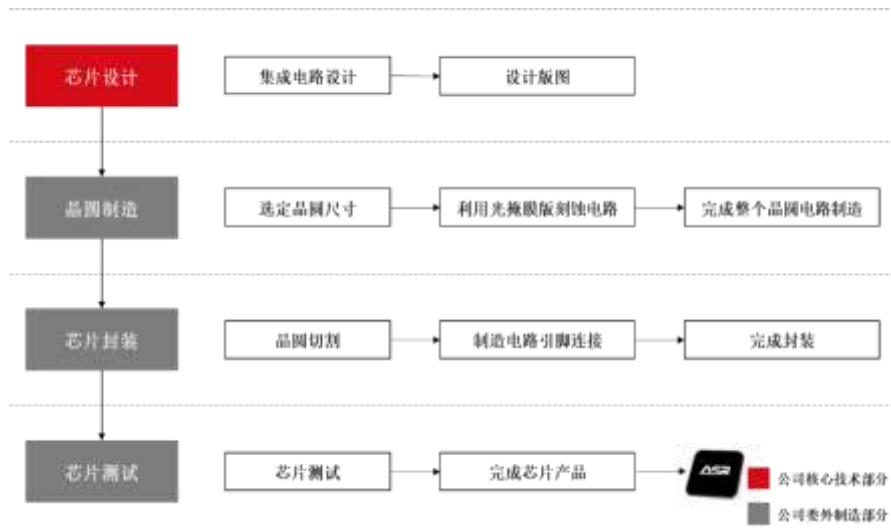 芯片设计
集成电路设计
设计版图
晶圆制造
选定晶圆尺寸
利用光掩膜版刻蚀电路
完成整个晶圆电路制造
芯片封装
晶圆切割
制造电路引脚连接
完成封装
芯片测试
芯片测试
完成芯片产品
ASR
公司核心技术部分
公司委外制造部分